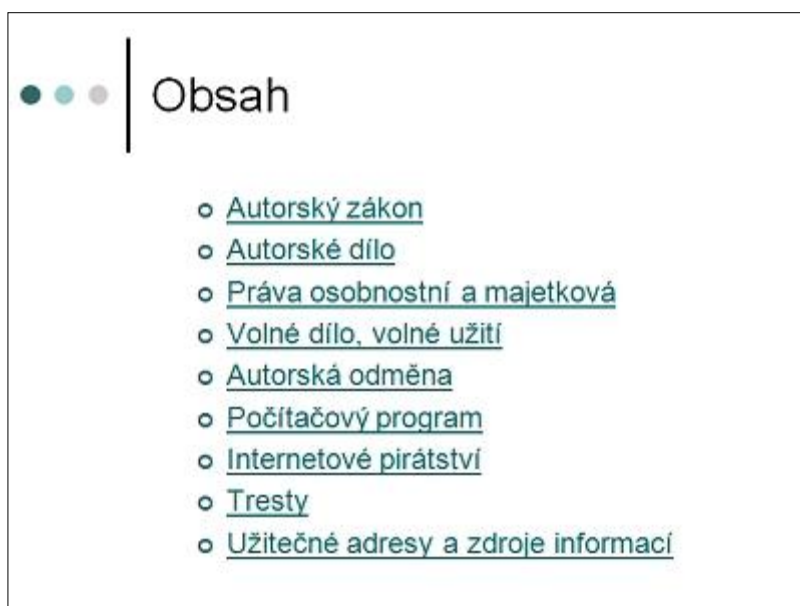 Obsah
Autorský zákon
Autorské dílo
Práva osobnostní a majetková
Volné dílo, volné užití
Autorská odměna
Počítačový program
Internetové pirátství
Tresty
Užitečné adresy a zdroje informací